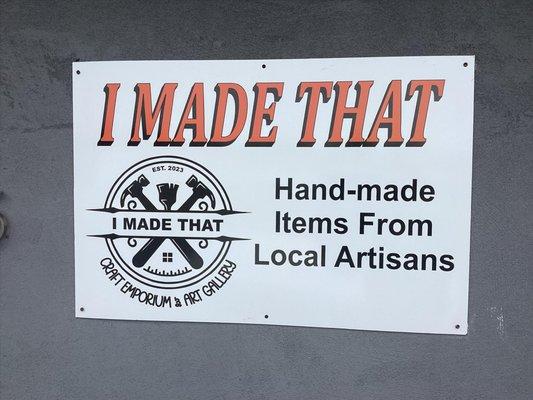 I MADE THAT
EST. 2023
I MADE THAT
CRAFT EMPORIUM & ART GALLERY
Hand-made
Items From
Local Artisans